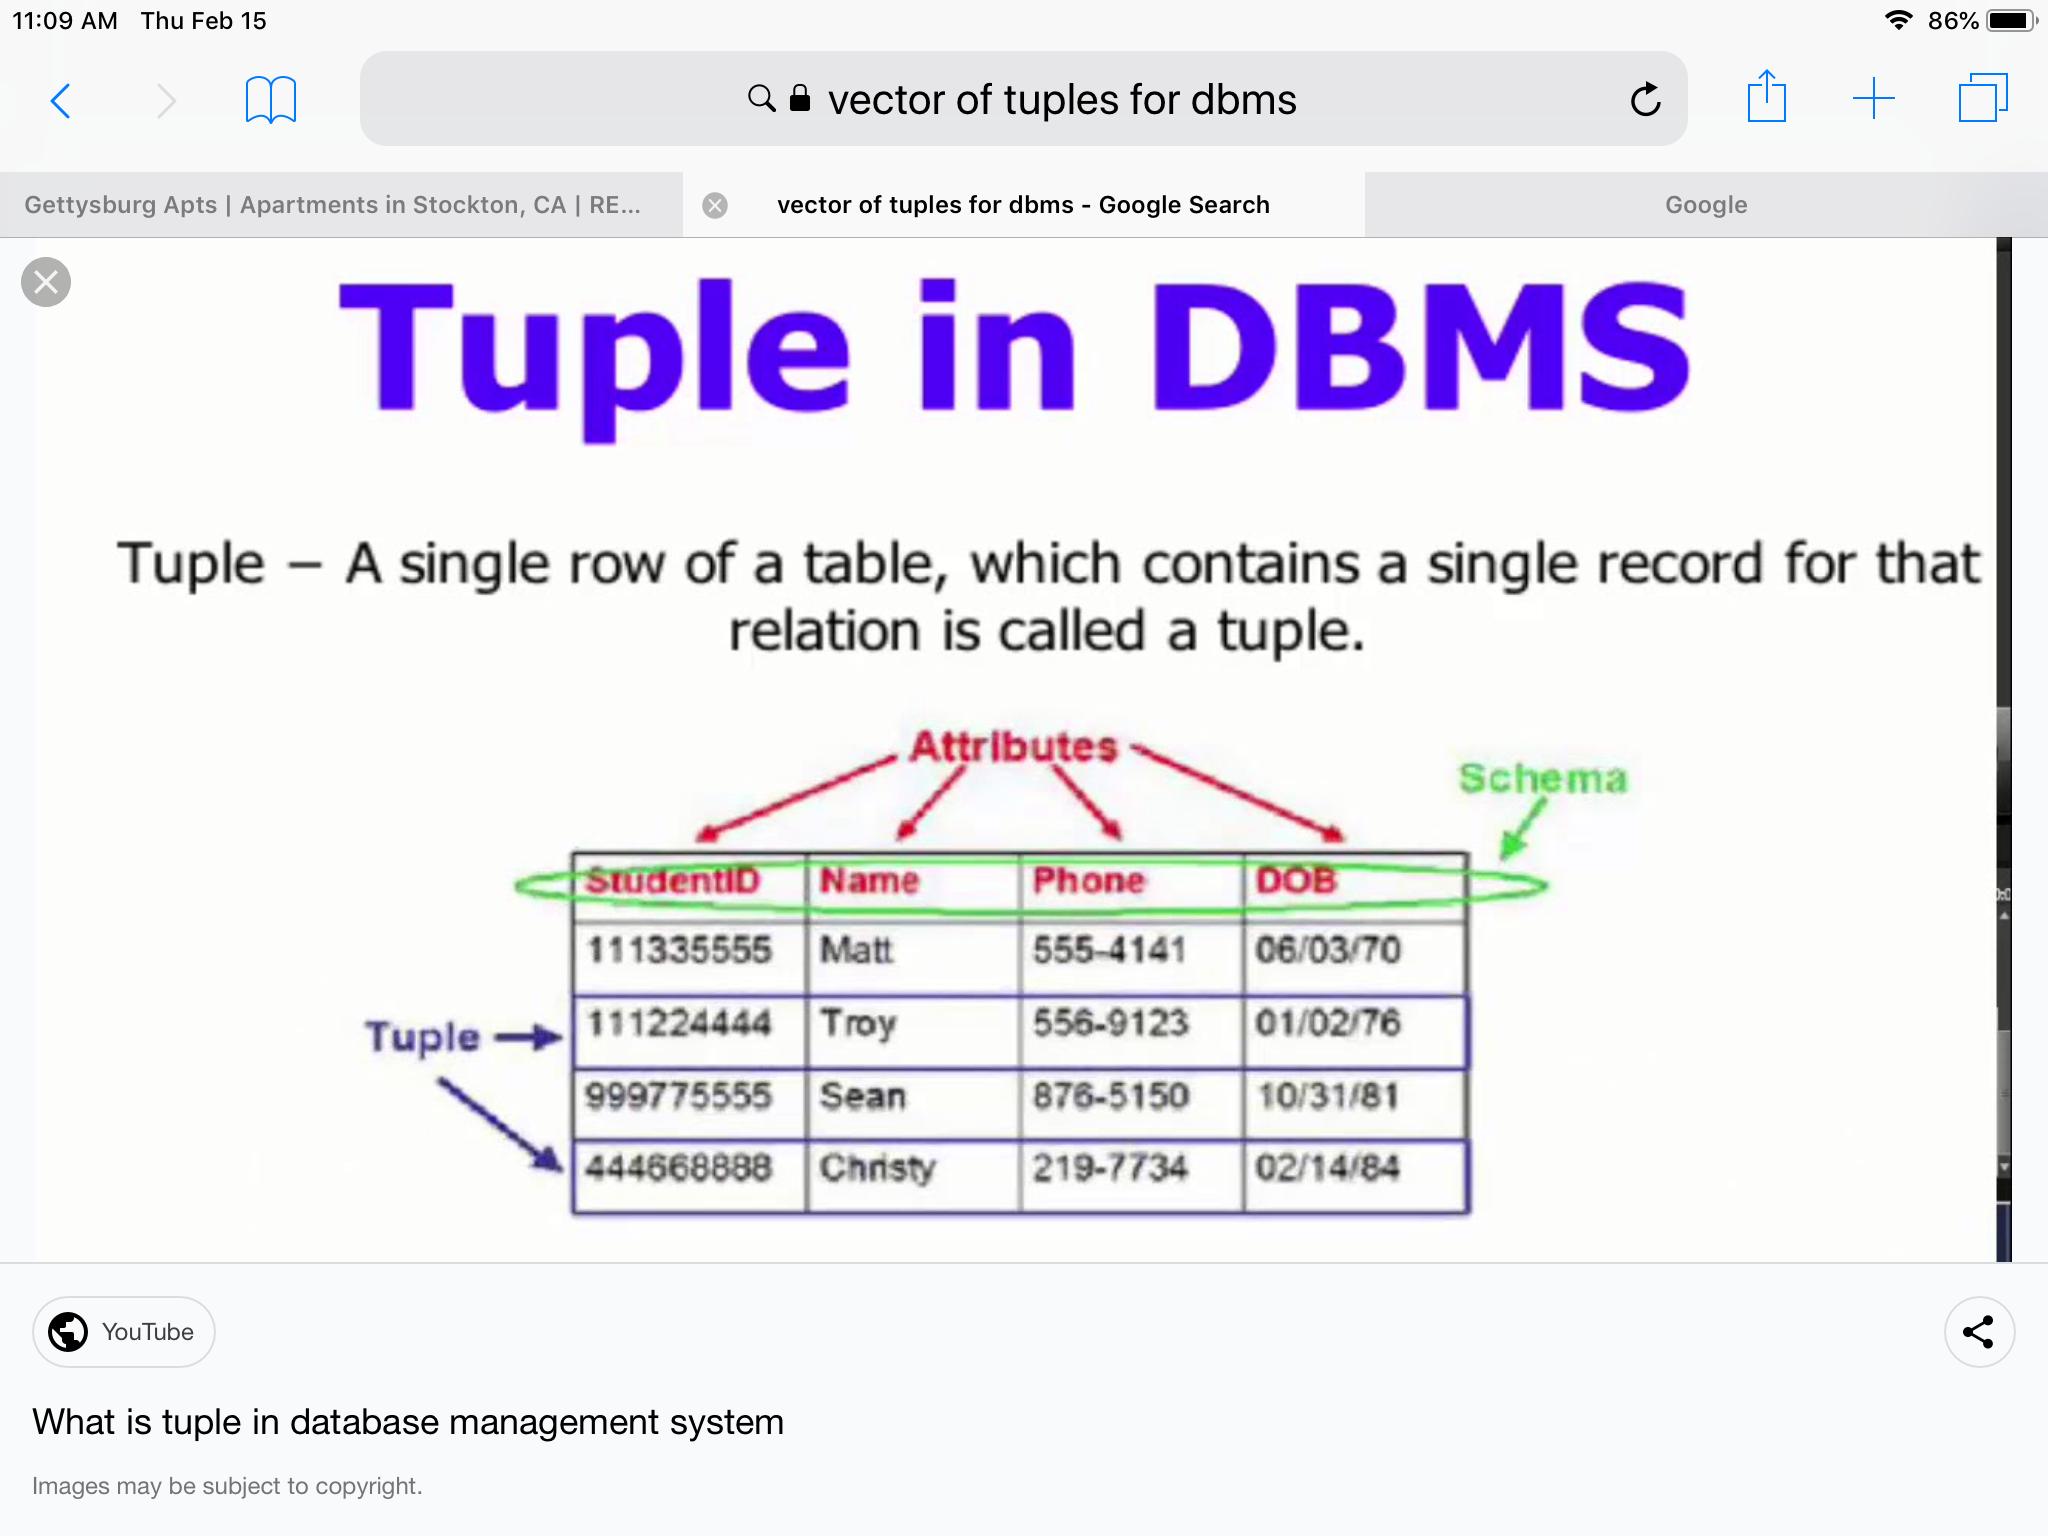 11:09 AM Thu Feb 15 86%
vector of tuples for dbms
Gettysburg Apts | Apartments in Stockton, CA | RE... vector of tuples for dbms - Google Search Google
Tuple in DBMS
Tuple – A single row of a table, which contains a single record for that
relation is called a tuple.
Attributes
Schema
StudentID Name Phone DOB
111335555 Matt 555-4141 06/03/70
Tuple 111224444 Troy 556-9123 01/02/76
999775555 Sean 876-5150 10/31/81
444668888 Christy 219-7734 02/14/84
YouTube
What is tuple in database management system
Images may be subject to copyright.